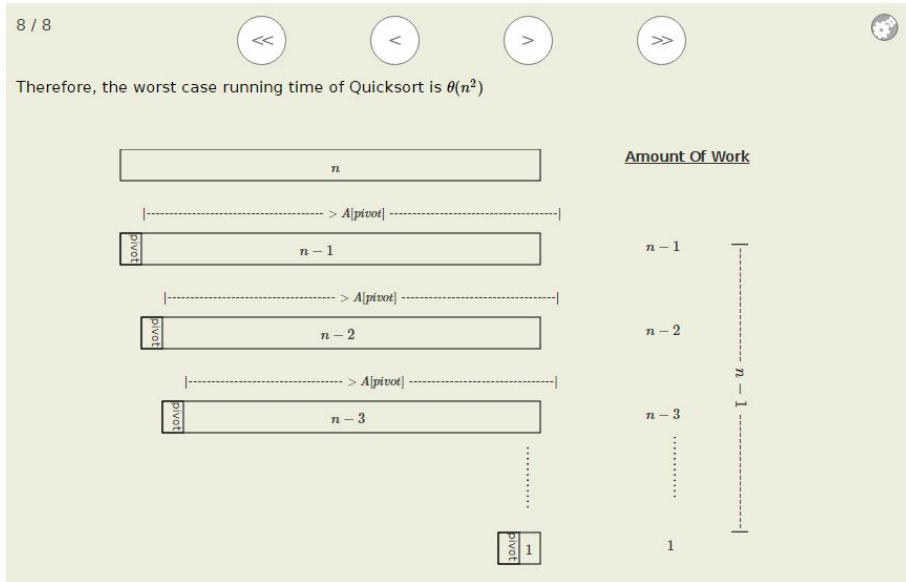 8 / 8
<<
<
>
>>
Therefore, the worst case running time of Quicksort is θ(n²)
Amount Of Work
n
|------------------------------------ > A[pivot] ----------------------------------|
pivot
n − 1
n − 1
|---------------------------------- > A[pivot] -------------------------------|
pivot
n − 2
n − 2
n − 1
|------------------------------- > A[pivot] -----------------------------|
pivot
n − 3
n − 3
pivot
1
1